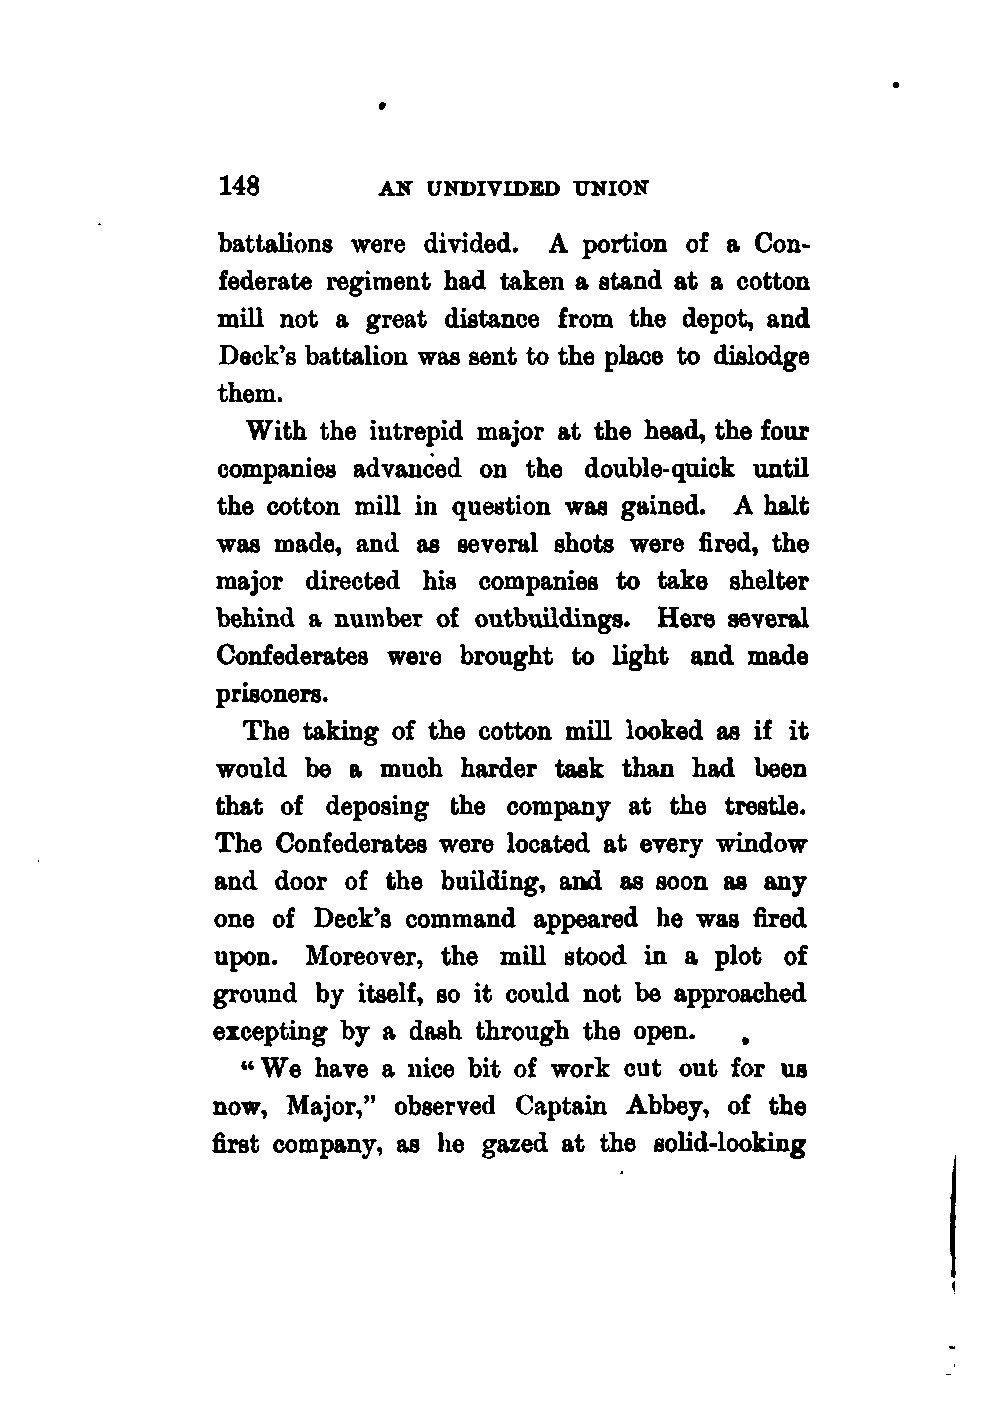 148 AN UNDIVIDED UNION
battalions were divided. A portion of a Con-
federate regiment had taken a stand at a cotton
mill not a great distance from the depot, and
Deck's battalion was sent to the place to dislodge
them.
With the intrepid major at the head, the four
companies advanced on the double-quick until
the cotton mill in question was gained. A halt
was made, and as several shots were fired, the
major directed his companies to take shelter
behind a number of outbuildings. Here several
Confederates were brought to light and made
prisoners.
The taking of the cotton mill looked as if it
would be a much harder task than had been
that of deposing the company at the trestle.
The Confederates were located at every window
and door of the building, and as soon as any
one of Deck's command appeared he was fired
upon. Moreover, the mill stood in a plot of
ground by itself, so it could not be approached
excepting by a dash through the open.
"We have a nice bit of work cut out for us
now, Major," observed Captain Abbey, of the
first company, as he gazed at the solid-looking